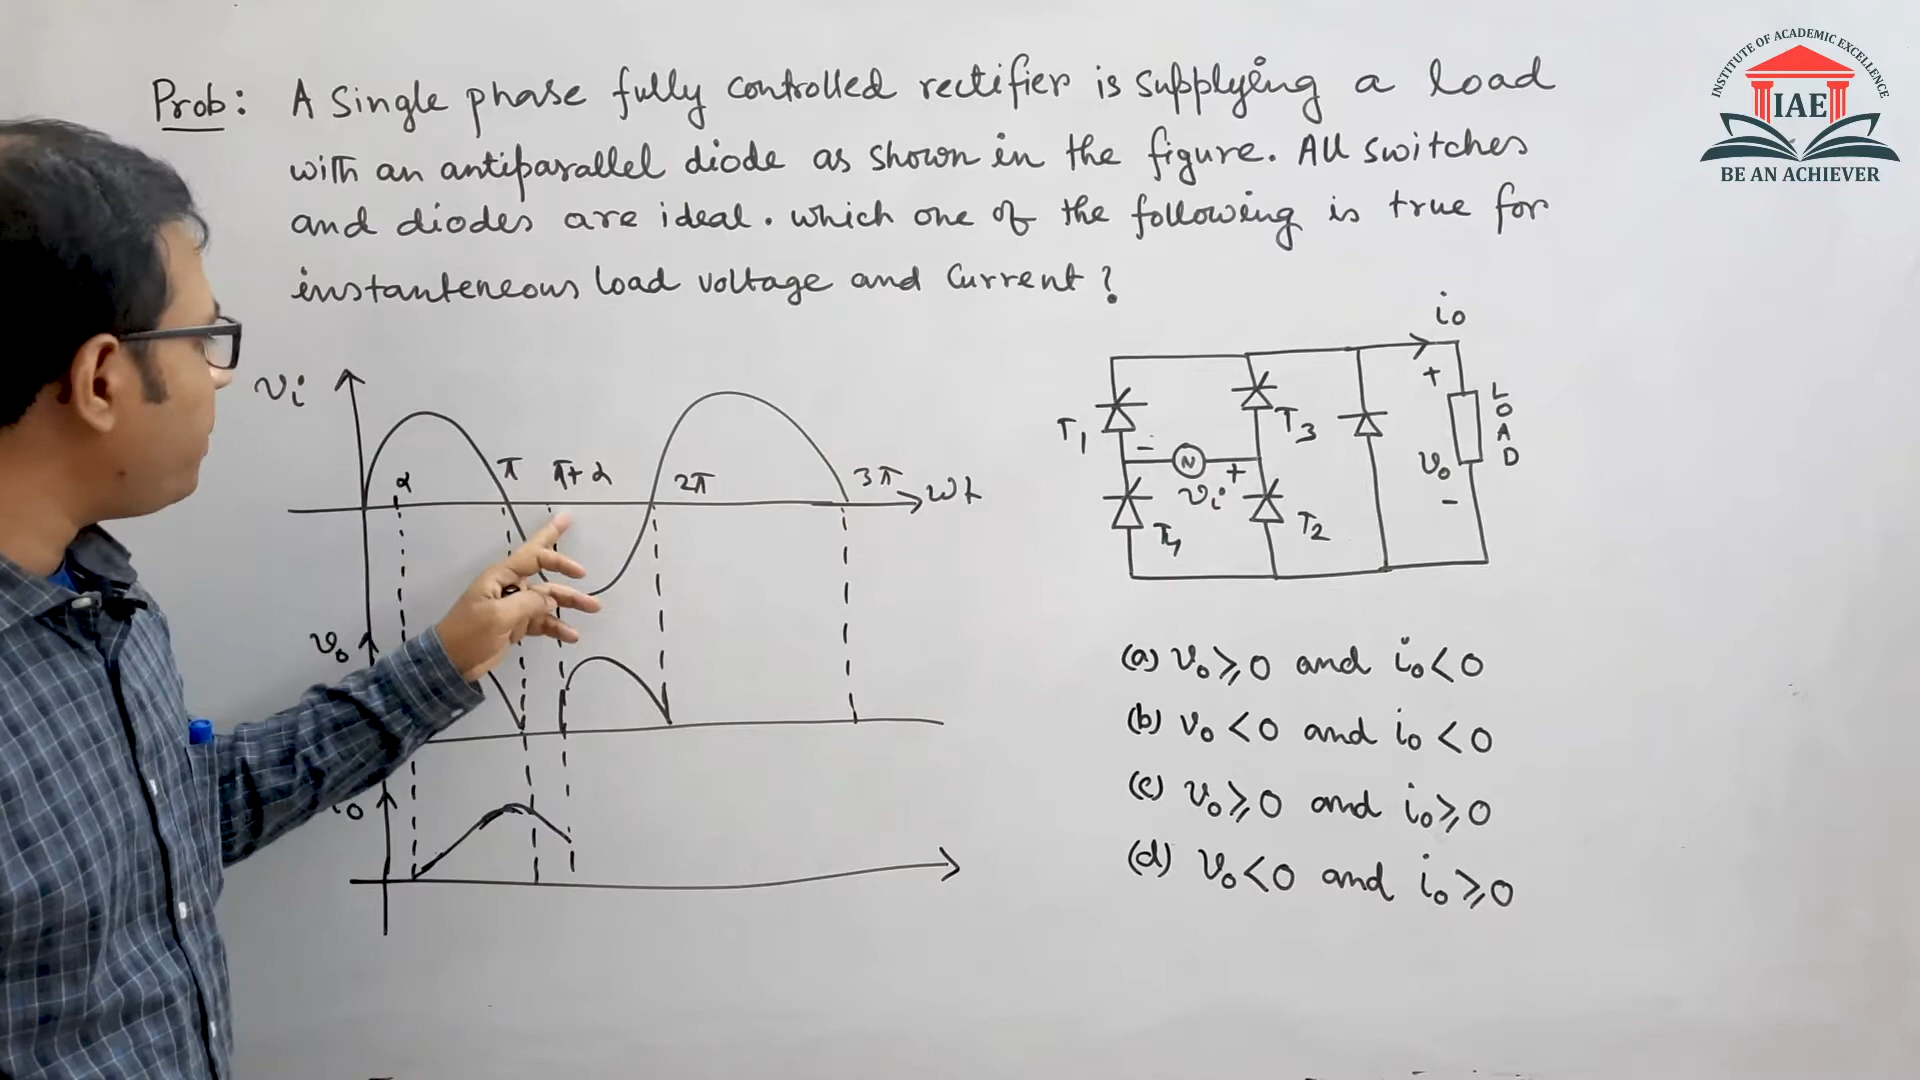 INSTITUTE OF ACADEMIC EXCELLENCE
IAE
BE AN ACHIEVER
Prob: A single phase fully controlled rectifier is supplying a load
with an antiparallel diode as shown in the figure. All switches
and diodes are ideal. which one of the following is true for
instanteneous load voltage and current?
vi
α
π
π+α
2π
3π
ωt
vo
io
io
T1
T3
T2
- N +
vi
+
vo
-
LOAD
(a) vo ≥ 0 and io < 0
(b) vo < 0 and io < 0
(c) vo ≥ 0 and io ≥ 0
(d) vo < 0 and io ≥ 0